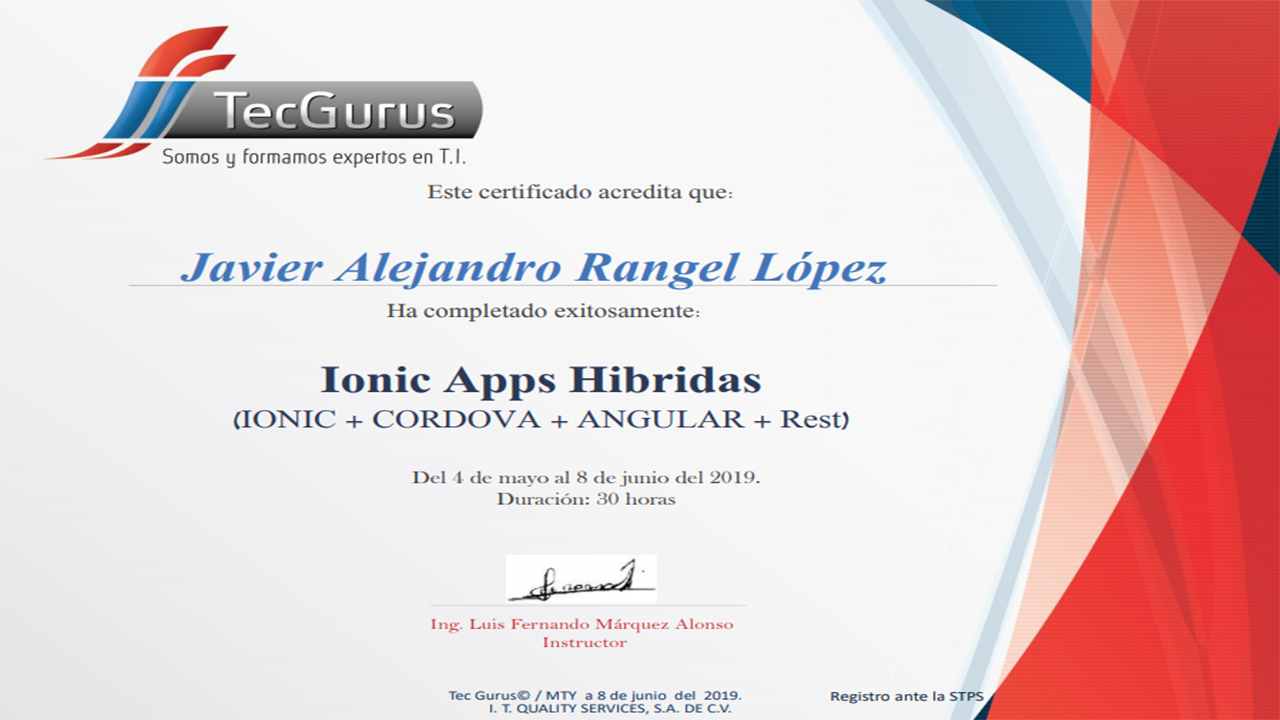 TecGurus
Somos y formamos expertos en T.I.
Este certificado acredita que:
Javier Alejandro Rangel López
Ha completado exitosamente:
Ionic Apps Hibridas
(IONIC + CORDOVA + ANGULAR + Rest)
Del 4 de mayo al 8 de junio del 2019.
Duración: 30 horas
Ing. Luis Fernando Márquez Alonso
Instructor
Tec Gurus© / MTY a 8 de junio del 2019.
I. T. QUALITY SERVICES, S.A. DE C.V.
Registro ante la STPS